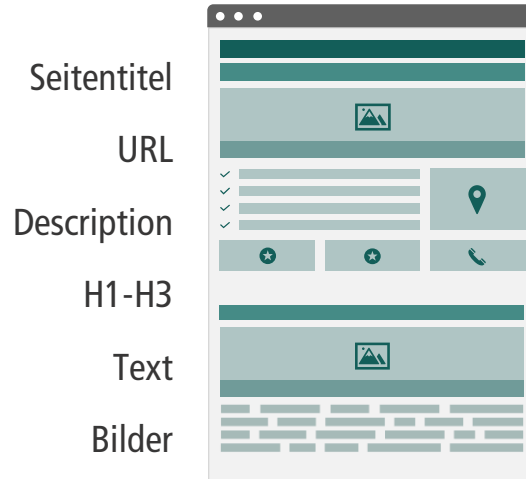 Seitentitel
URL
Description
H1-H3
Text
Bilder